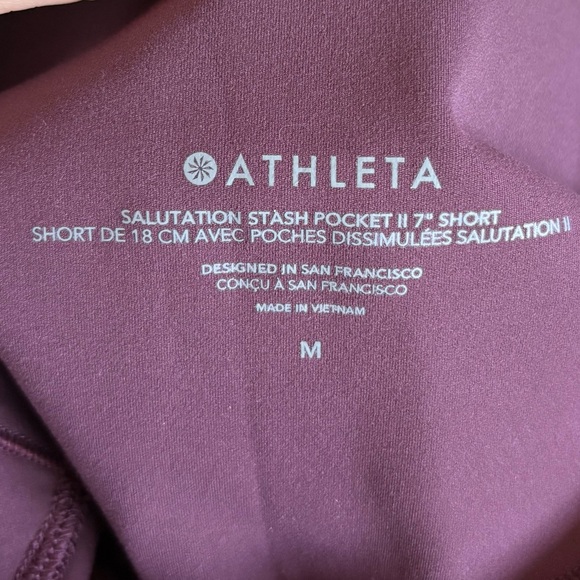 ATHLETA
SALUTATION STASH POCKET II 7" SHORT
SHORT DE 18 CM AVEC POCHES DISSIMULÉES SALUTATION II
DESIGNED IN SAN FRANCISCO
CONÇU À SAN FRANCISCO
MADE IN VIETNAM
M